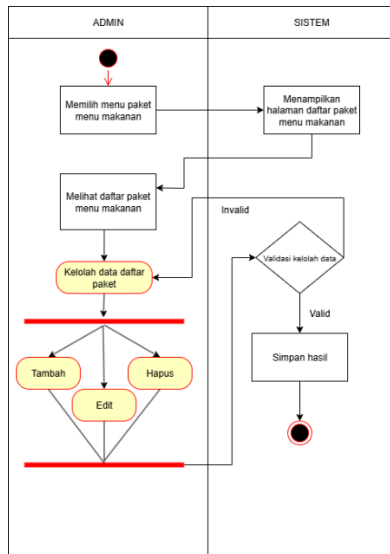 ADMIN
SISTEM
Memilih menu paket
menu makanan
Menampilkan
halaman daftar paket
menu makanan
Melihat daftar paket
menu makanan
Invalid
Kelolah data daftar
paket
Validasi kelolah data
Valid
Tambah
Hapus
Edit
Simpan hasil